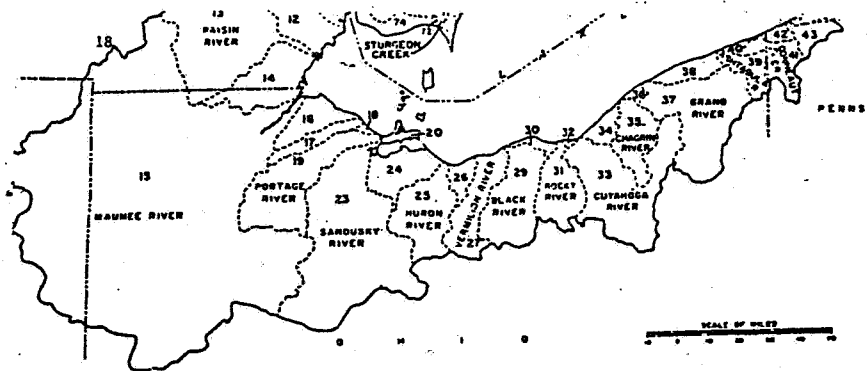 13
12
74
RAISIN
RIVER
STURGEON
CREEK
18
14
L A K
16
18
17
20
19
15
MAUMEE RIVER
PORTAGE
RIVER
23
SANDUSKY
RIVER
24
25
HURON
RIVER
26
VERMILION RIVER
27
29
BLACK
RIVER
30
31
ROCKY
RIVER
32
33
CUYAHOGA
RIVER
34
35
CHAGRIN
RIVER
36
37
GRAND
RIVER
38
39
40
41
42
43
PENNS
O H I O
SCALE OF MILES